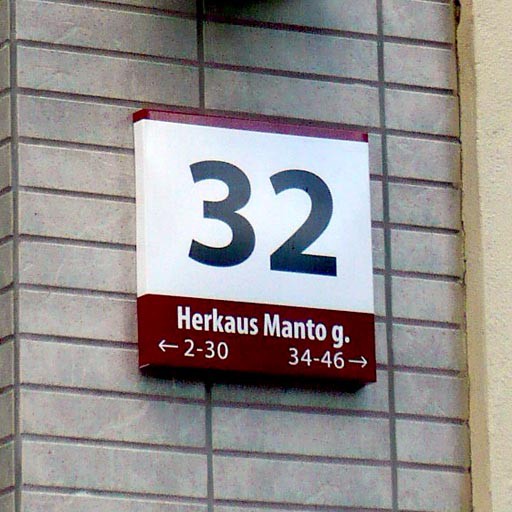 32
Herkaus Manto g.
←2-30 34-46→